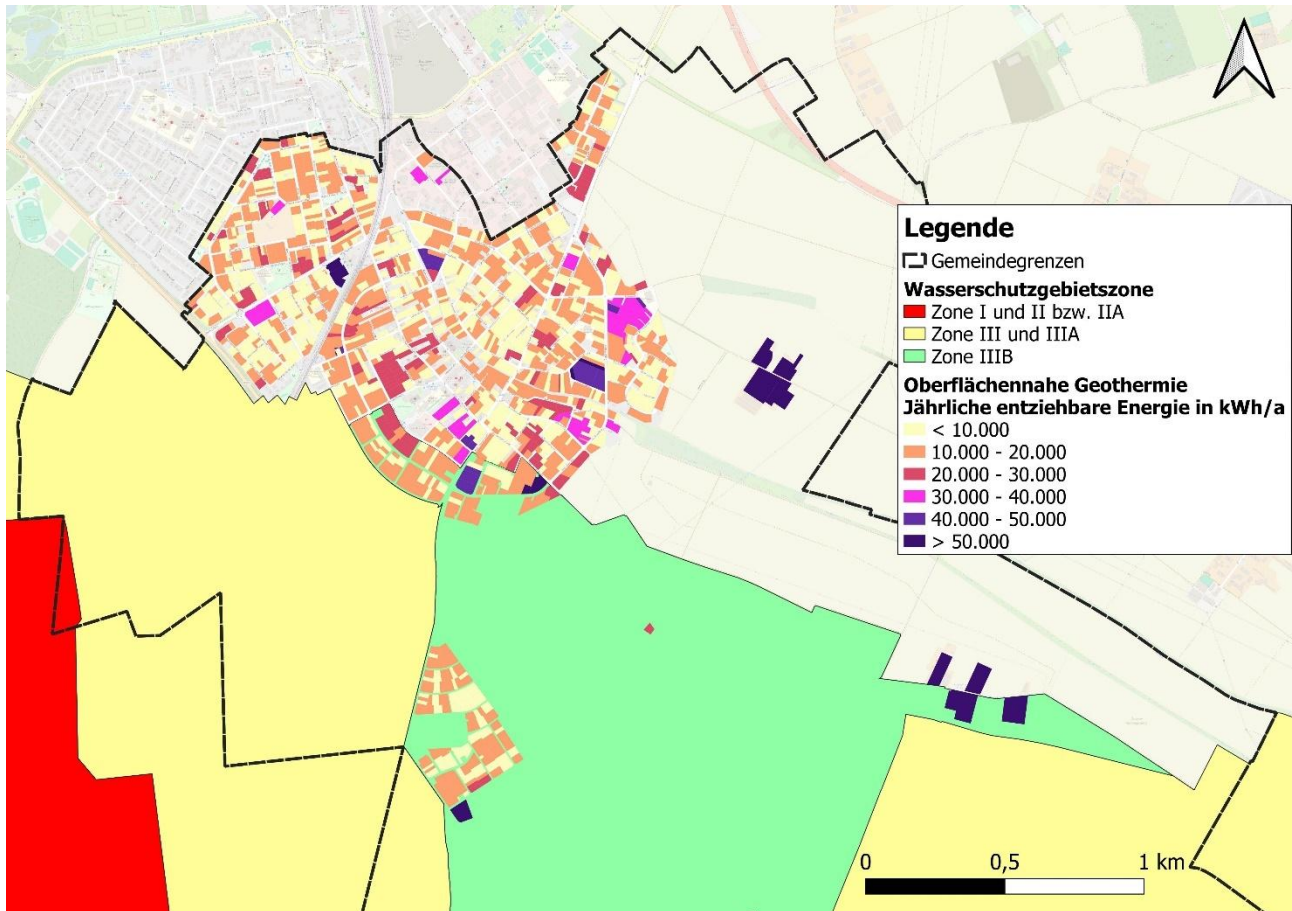 Legende
Gemeindegrenzen
Wasserschutzgebietszone
Zone I und II bzw. IIA
Zone III und IIIA
Zone IIIB
Oberflächennahe Geothermie
Jährliche entziehbare Energie in kWh/a
< 10.000
10.000 - 20.000
20.000 - 30.000
30.000 - 40.000
40.000 - 50.000
> 50.000
0 0,5 1 km